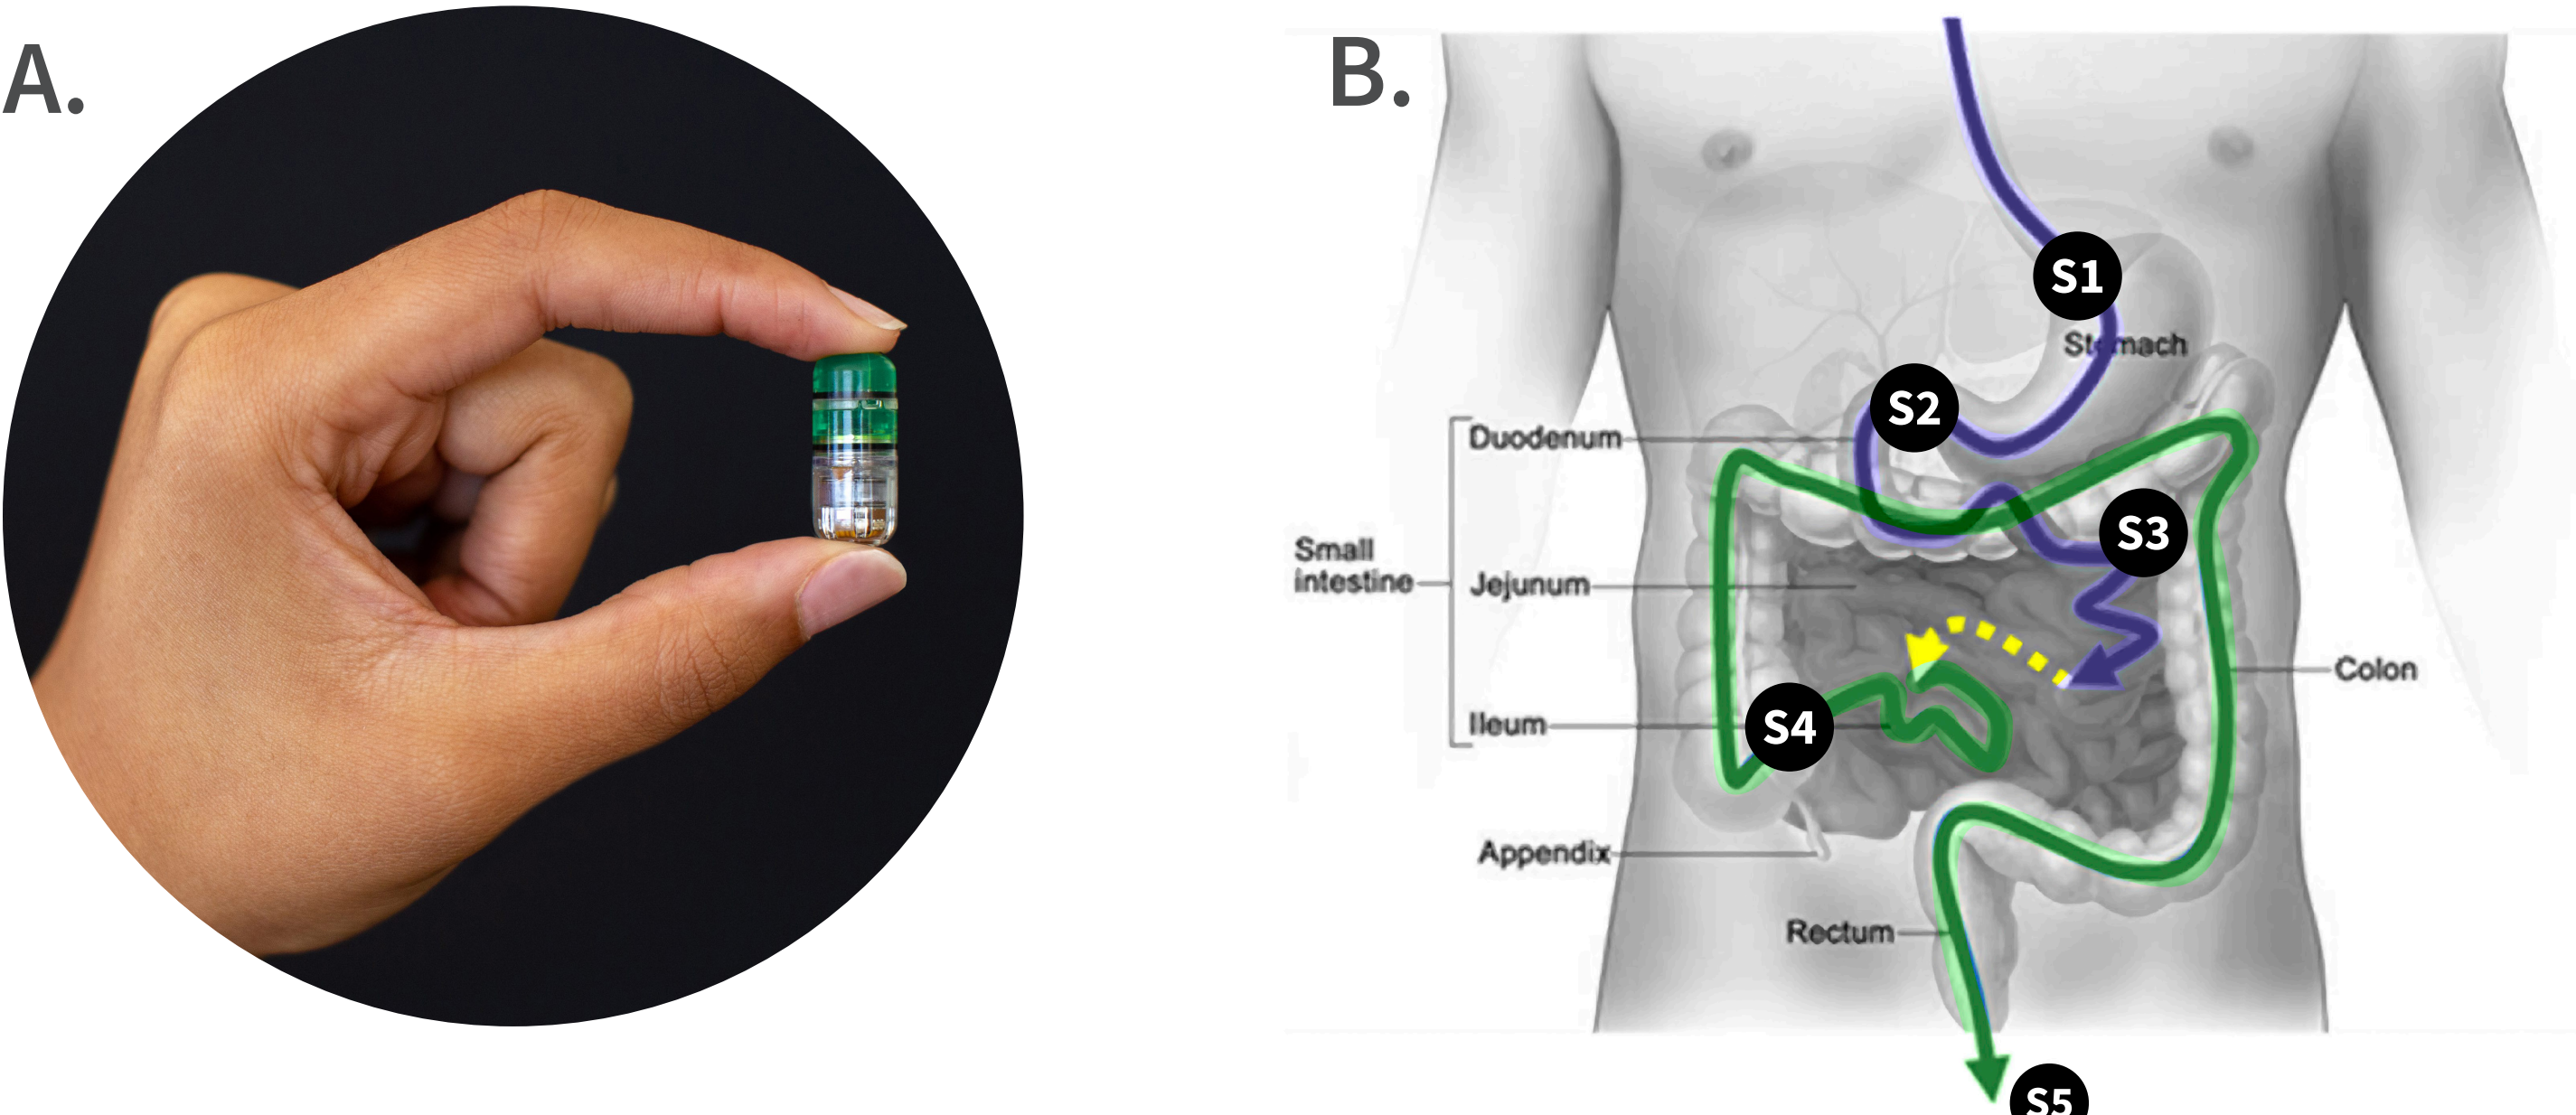 A.
B.
S1
Stomach
S2
Duodenum
S3
Small
intestine
Jejunum
Colon
S4
Ileum
Appendix
Rectum
S5